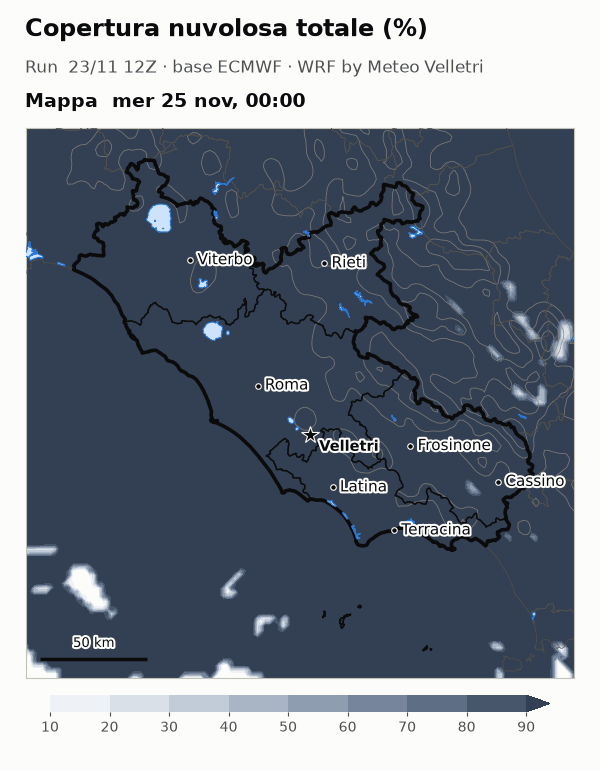 Copertura nuvolosa totale (%)
Run 23/11 12Z · base ECMWF · WRF by Meteo Velletri
Mappa mer 25 nov, 00:00
Viterbo
Rieti
Roma
Velletri
Frosinone
Latina
Cassino
Terracina
50 km
10 20 30 40 50 60 70 80 90